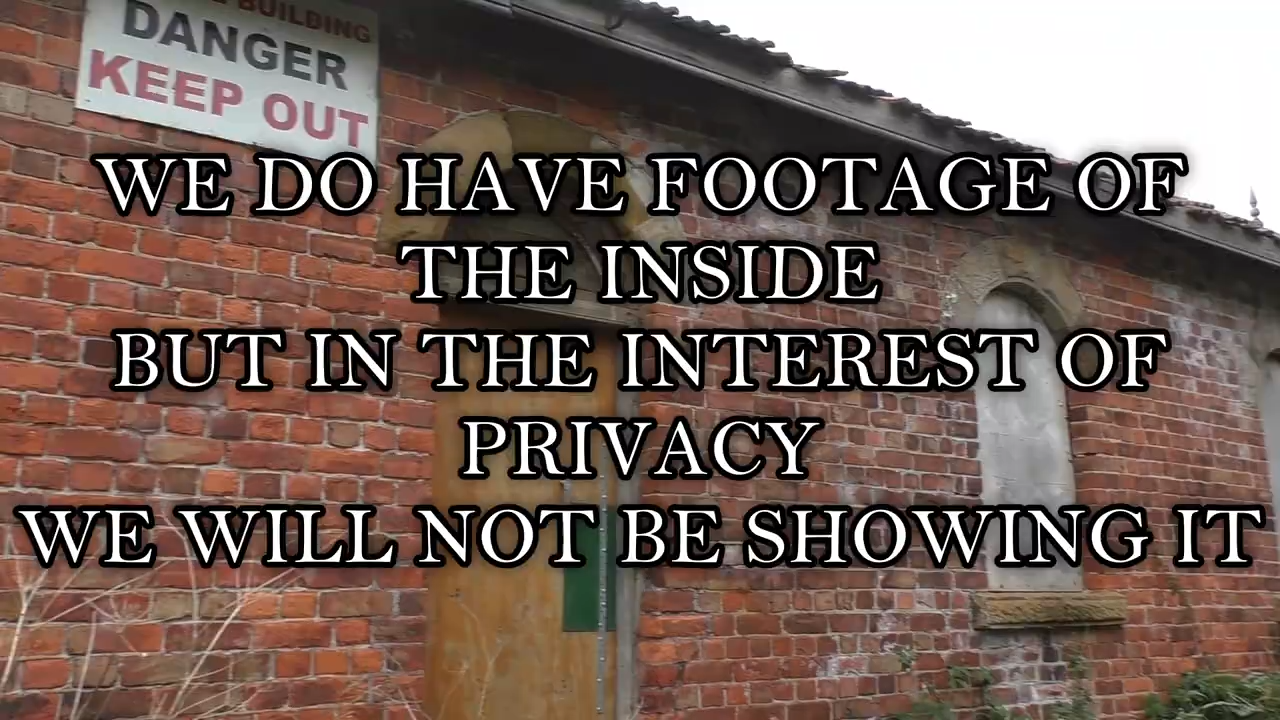 BUILDING
DANGER
KEEP OUT
WE DO HAVE FOOTAGE OF
THE INSIDE
BUT IN THE INTEREST OF
PRIVACY
WE WILL NOT BE SHOWING IT